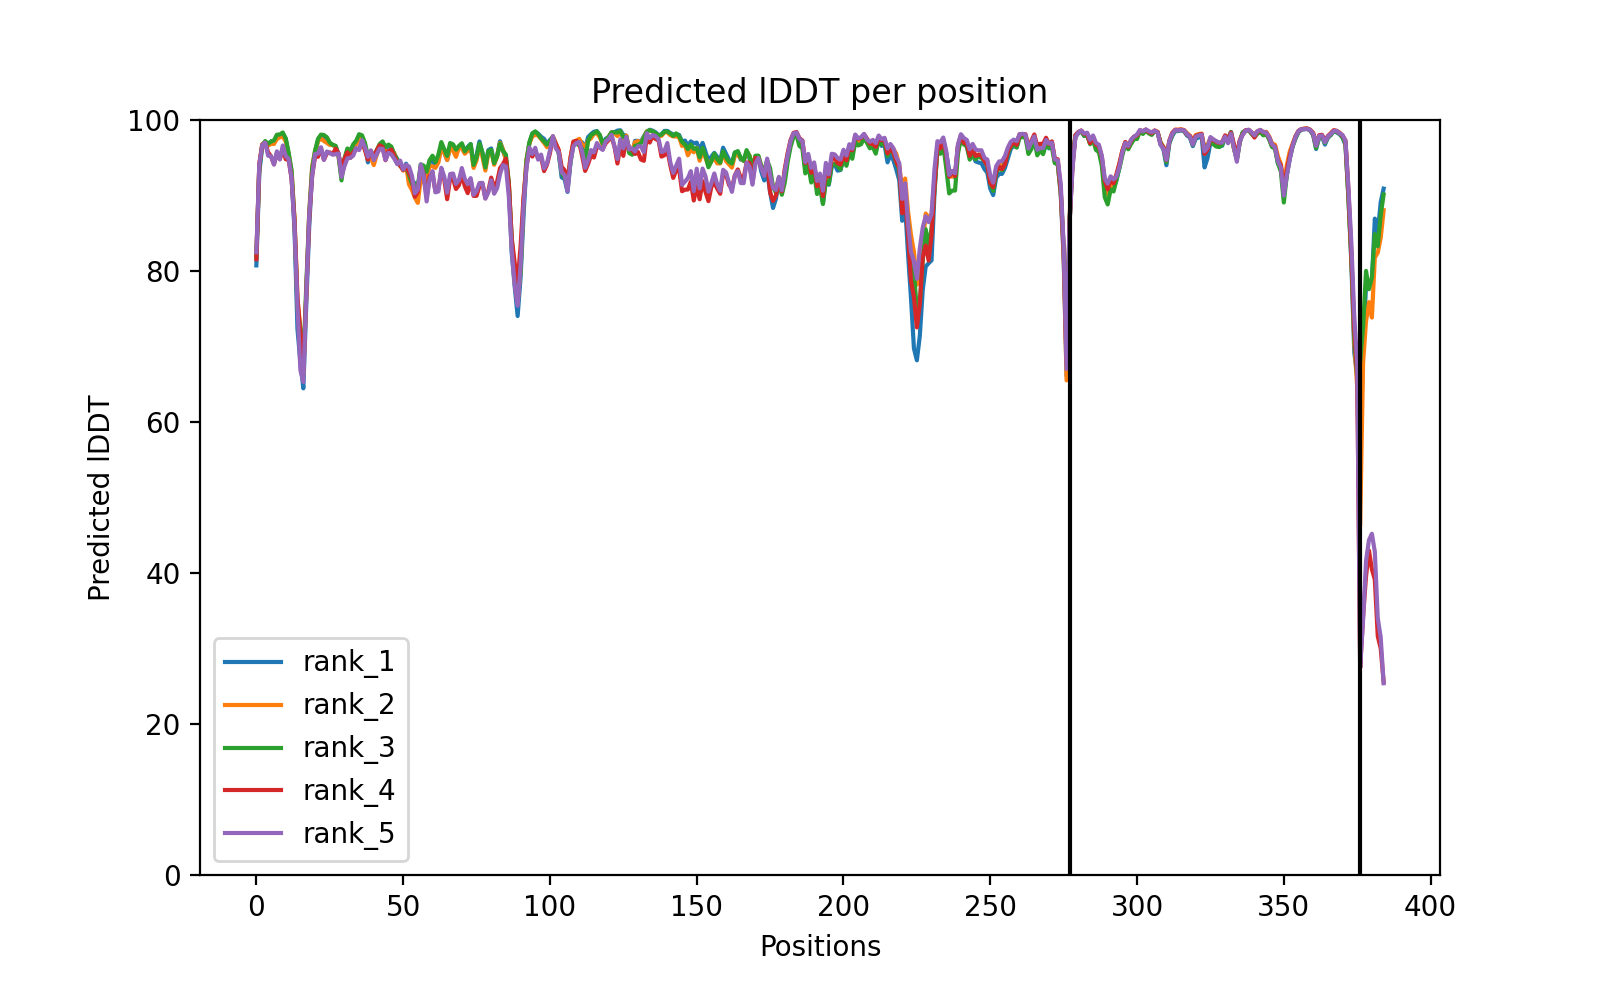 Predicted lDDT per position
100
80
60
40
20
0
Predicted lDDT
rank_1
rank_2
rank_3
rank_4
rank_5
0 50 100 150 200 250 300 350 400
Positions